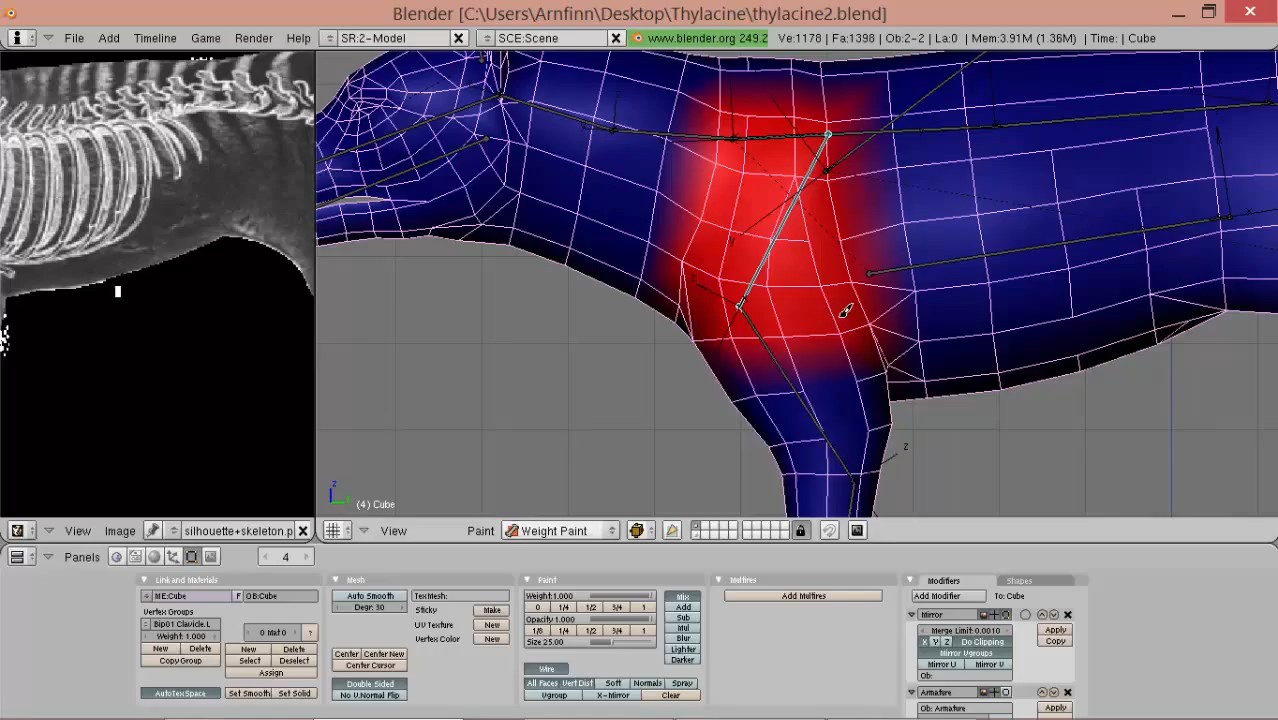 Blender [C:\Users\Arnfinn\Desktop\Thylacine\thylacine2.blend]
File Add Timeline Game Render Help SR:2-Model SCE:Scene www.blender.org 249.2 Ve:1178 | Fa:1398 | Ob:2-2 | La:0 | Mem:3.91M (1.36M) | Time: | Cube
z
x
z
(4) Cube
View Image silhouette+skeleton.p View Paint Weight Paint
Panels 4
Link and Materials Mesh Paint Multires Modifiers Shapes
ME:Cube F OB:Cube Auto Smooth TexMesh: Weight:1.000 Mix Add Multires Add Modifier To: Cube
Vertex Groups Degr: 30 Sticky Make 0 1/4 1/2 3/4 1 Add Mirror Apply
Bip01 Clavicle.L UV Texture New Opacity 1.000 Sub Merge Limit: 0.0010 Copy
Weight: 1.000 0 Mat 0 ? Vertex Color New 1/8 1/4 1/2 3/4 1 Mul X Y Z Do Clipping
New Delete New Delete Center Center New Size 25.00 Blur Mirror Vgroups
Copy Group Select Deselect Center Cursor Lighter Mirror U Mirror V
Assign Wire Darker Ob:
AutoTexSpace Set Smooth Set Solid Double Sided All Faces Vert Dist Soft Normals Spray Armature
No V.Normal Flip Vgroup X-Mirror Clear Ob: Armature Apply